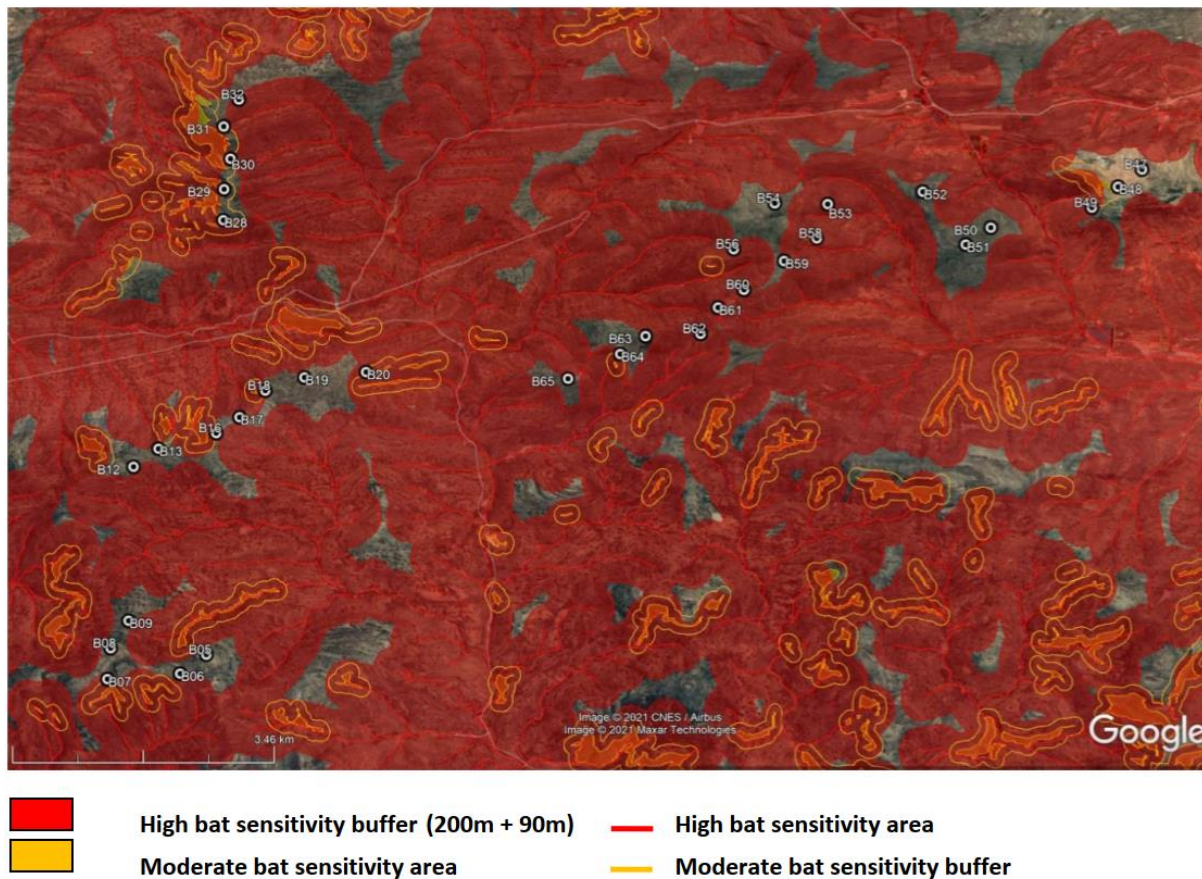 B32
B31
B30
B29
B28
B47
B48
B49
B52
B54
B53
B50
B51
B58
B56
B59
B60
B61
B62
B63
B64
B65
B20
B19
B18
B17
B16
B13
B12
B09
B08
B05
B06
B07
3.46 km
Image © 2021 CNES / Airbus
Image © 2021 Maxar Technologies
Google
High bat sensitivity buffer (200m + 90m)
High bat sensitivity area
Moderate bat sensitivity area
Moderate bat sensitivity buffer